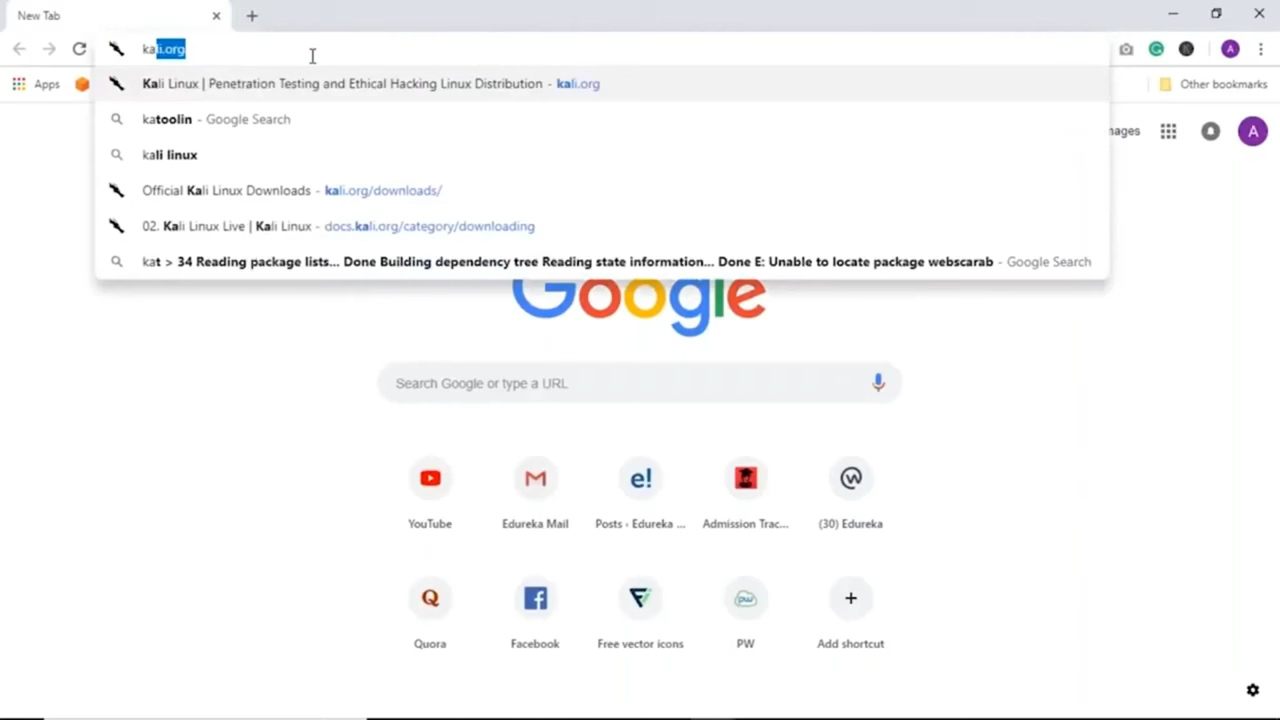 New Tab
kali.org
Apps
Other bookmarks
Kali Linux | Penetration Testing and Ethical Hacking Linux Distribution - kali.org
katoolin - Google Search
kali linux
Official Kali Linux Downloads - kali.org/downloads/
02. Kali Linux Live | Kali Linux - docs.kali.org/category/downloading
kat > 34 Reading package lists... Done Building dependency tree Reading state information... Done E: Unable to locate package webscarab - Google Search
mages
A
A
Google
Search Google or type a URL
e!
YouTube
Edureka Mail
Posts ‹ Edureka ...
Admission Trac...
(30) Edureka
pw
Quora
Facebook
Free vector icons
PW
Add shortcut